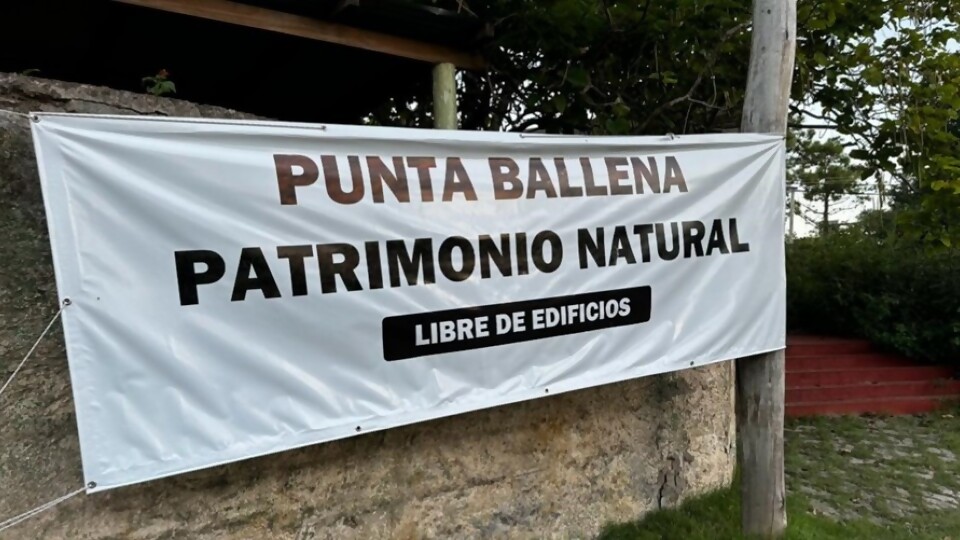 PUNTA BALLENA
PATRIMONIO NATURAL
LIBRE DE EDIFICIOS